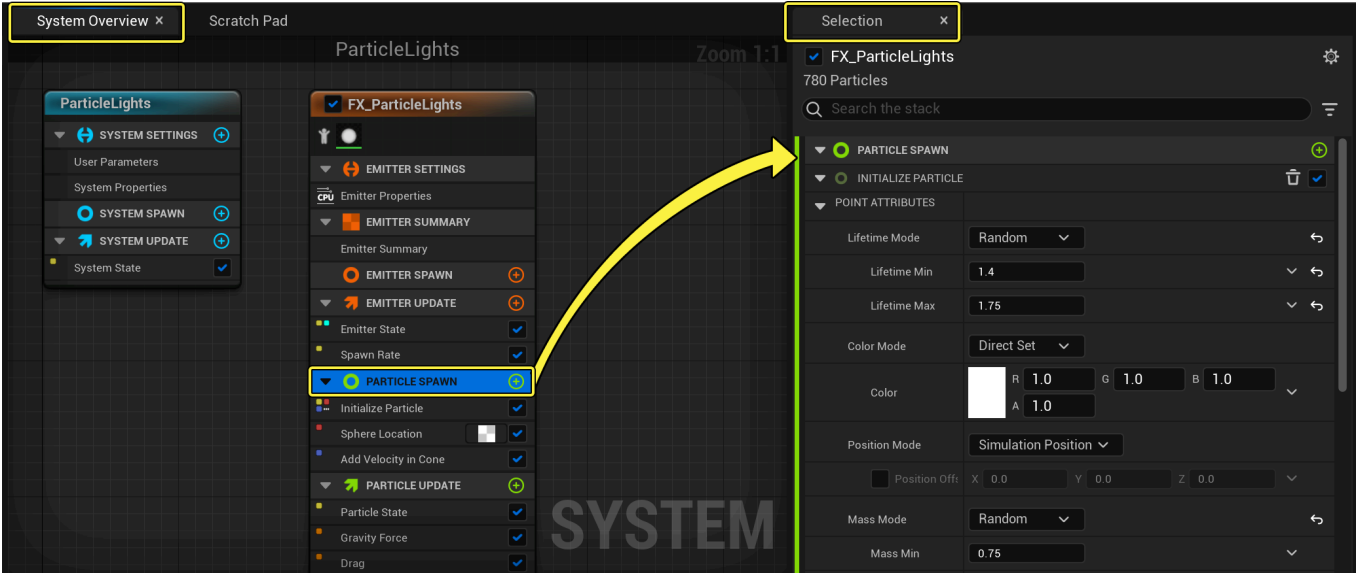 System Overview ×
Scratch Pad
ParticleLights
Zoom 1:1
ParticleLights
SYSTEM SETTINGS
User Parameters
System Properties
SYSTEM SPAWN
SYSTEM UPDATE
System State
FX_ParticleLights
EMITTER SETTINGS
CPU Emitter Properties
EMITTER SUMMARY
Emitter Summary
EMITTER SPAWN
EMITTER UPDATE
Emitter State
Spawn Rate
PARTICLE SPAWN
Initialize Particle
Sphere Location
Add Velocity in Cone
PARTICLE UPDATE
Particle State
Gravity Force
Drag
SYSTEM
Selection ×
FX_ParticleLights
780 Particles
Search the stack
PARTICLE SPAWN
INITIALIZE PARTICLE
POINT ATTRIBUTES
Lifetime Mode Random
Lifetime Min 1.4
Lifetime Max 1.75
Color Mode Direct Set
Color R 1.0 G 1.0 B 1.0
A 1.0
Position Mode Simulation Position
Position Off: X 0.0 Y 0.0 Z 0.0
Mass Mode Random
Mass Min 0.75